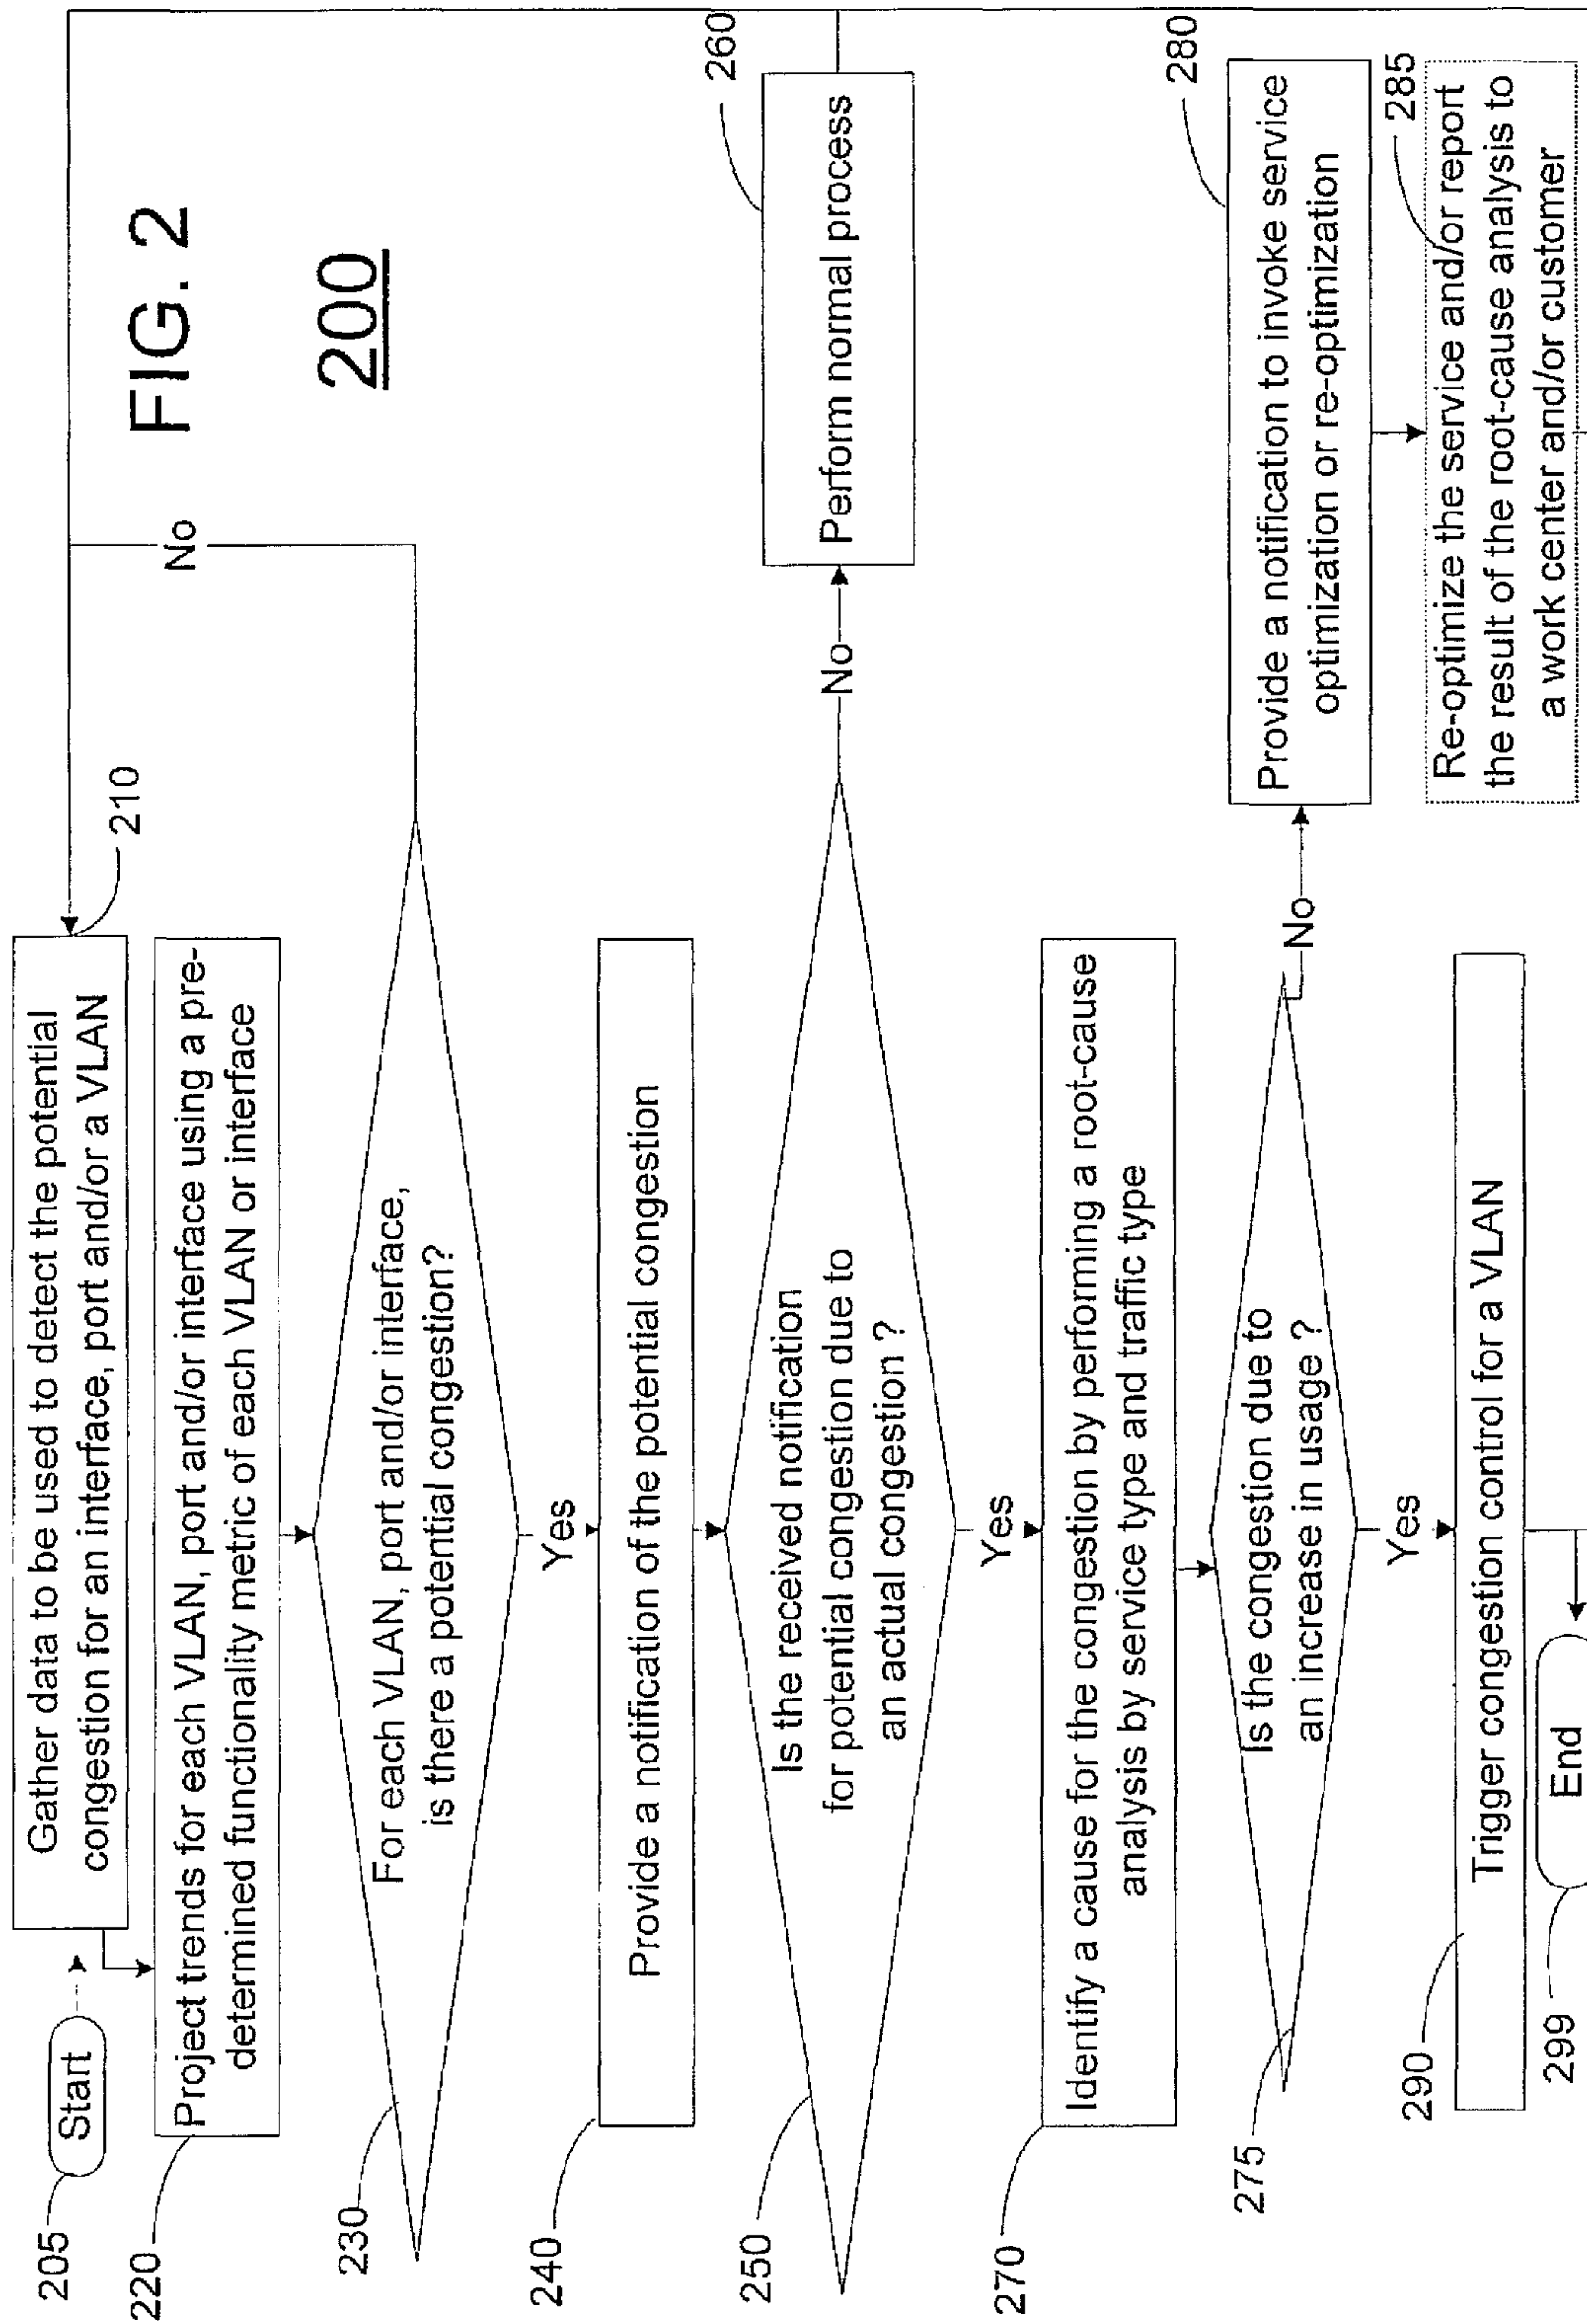 FIG. 2
200
205
Start
Gather data to be used to detect the potential
congestion for an interface, port and/or a VLAN
210
220
Project trends for each VLAN, port and/or interface using a pre-
determined functionality metric of each VLAN or interface
230
For each VLAN, port and/or interface,
is there a potential congestion?
No
Yes
240
Provide a notification of the potential congestion
250
Is the received notification
for potential congestion due to
an actual congestion ?
No
260
Perform normal process
Yes
270
Identify a cause for the congestion by performing a root-cause
analysis by service type and traffic type
275
Is the congestion due to
an increase in usage ?
No
280
Provide a notification to invoke service
optimization or re-optimization
285
Re-optimize the service and/or report
the result of the root-cause analysis to
a work center and/or customer
Yes
290
Trigger congestion control for a VLAN
299
End